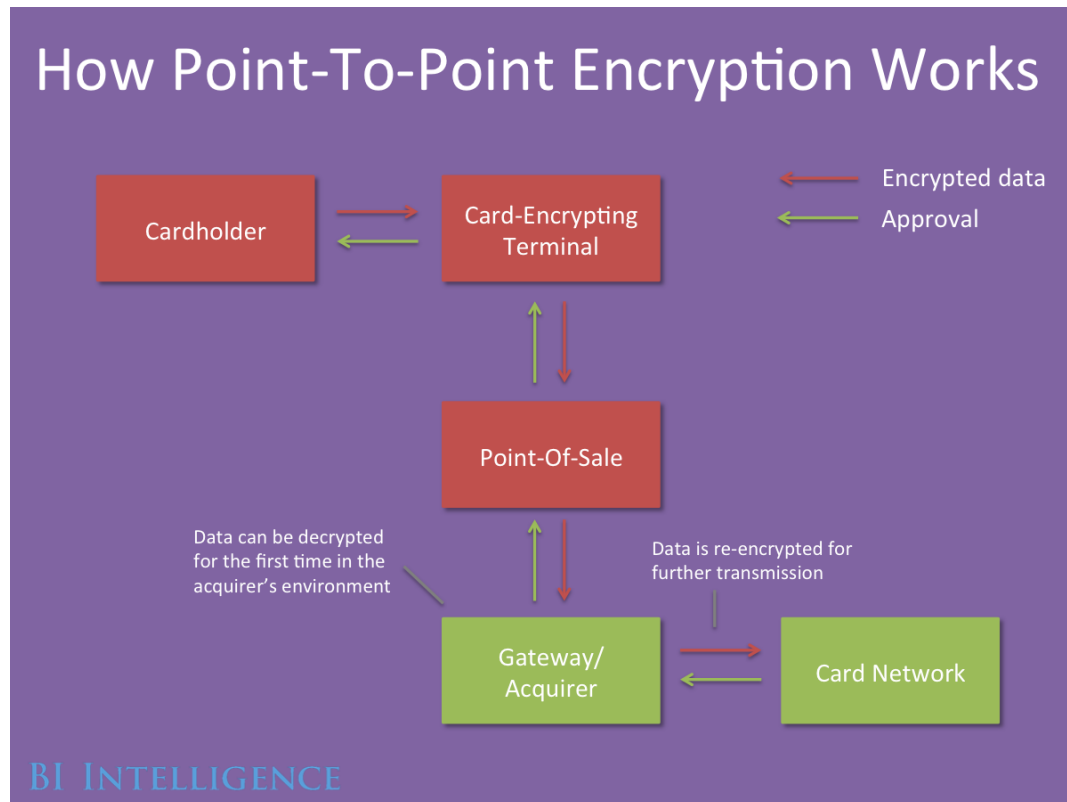 How Point-To-Point Encryption Works
Cardholder
Card-Encrypting
Terminal
Encrypted data
Approval
Point-Of-Sale
Data can be decrypted
for the first time in the
acquirer's environment
Data is re-encrypted for
further transmission
Gateway/
Acquirer
Card Network
BI INTELLIGENCE